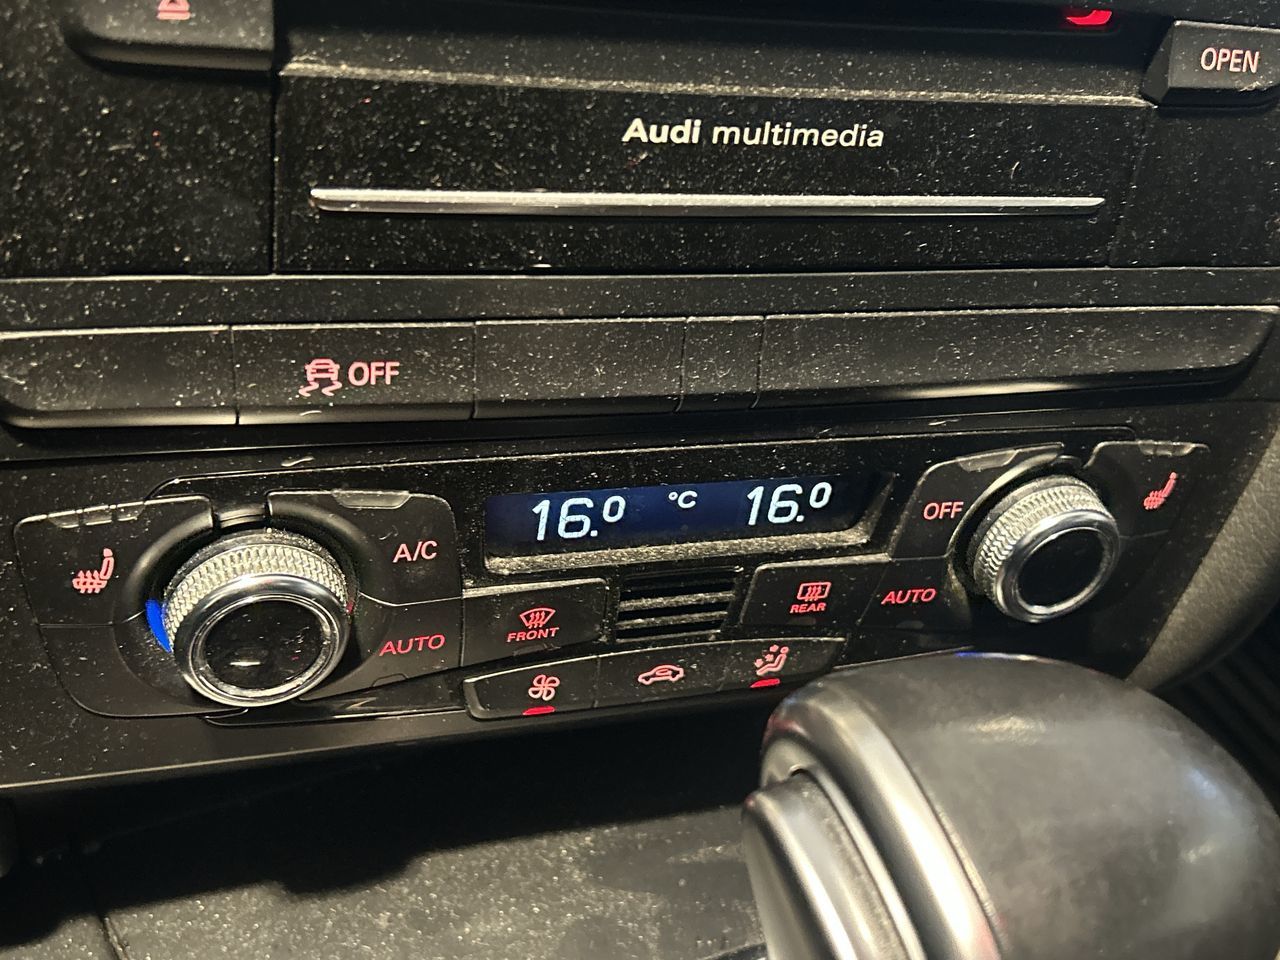 OPEN
Audi multimedia
OFF
16.0 °C 16.0
OFF
A/C
AUTO
FRONT
REAR
AUTO